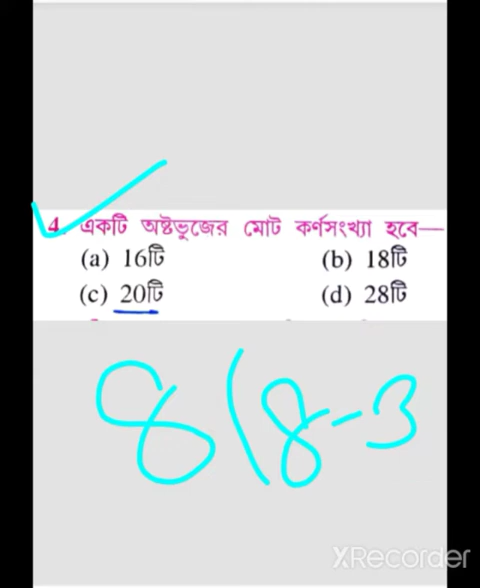 4. একটি অষ্টভুজের মোট কর্ণসংখ্যা হবে—
(a) 16টি (b) 18টি
(c) 20টি (d) 28টি
8(8-3
XRecorder